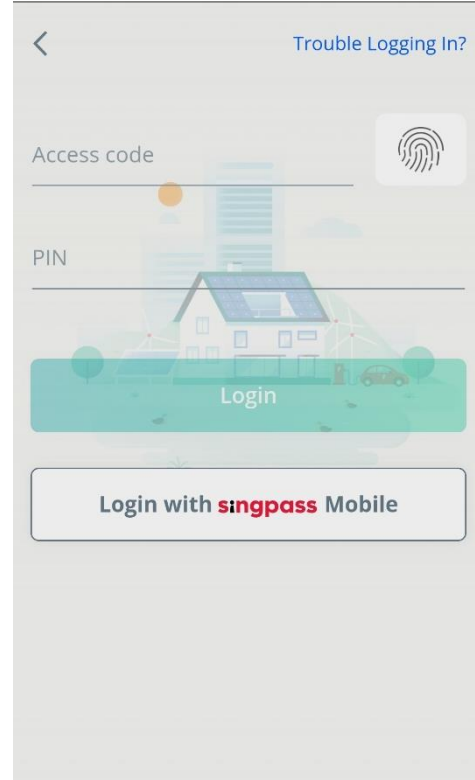 Trouble Logging In?
Access code
PIN
Login
Login with singpass Mobile